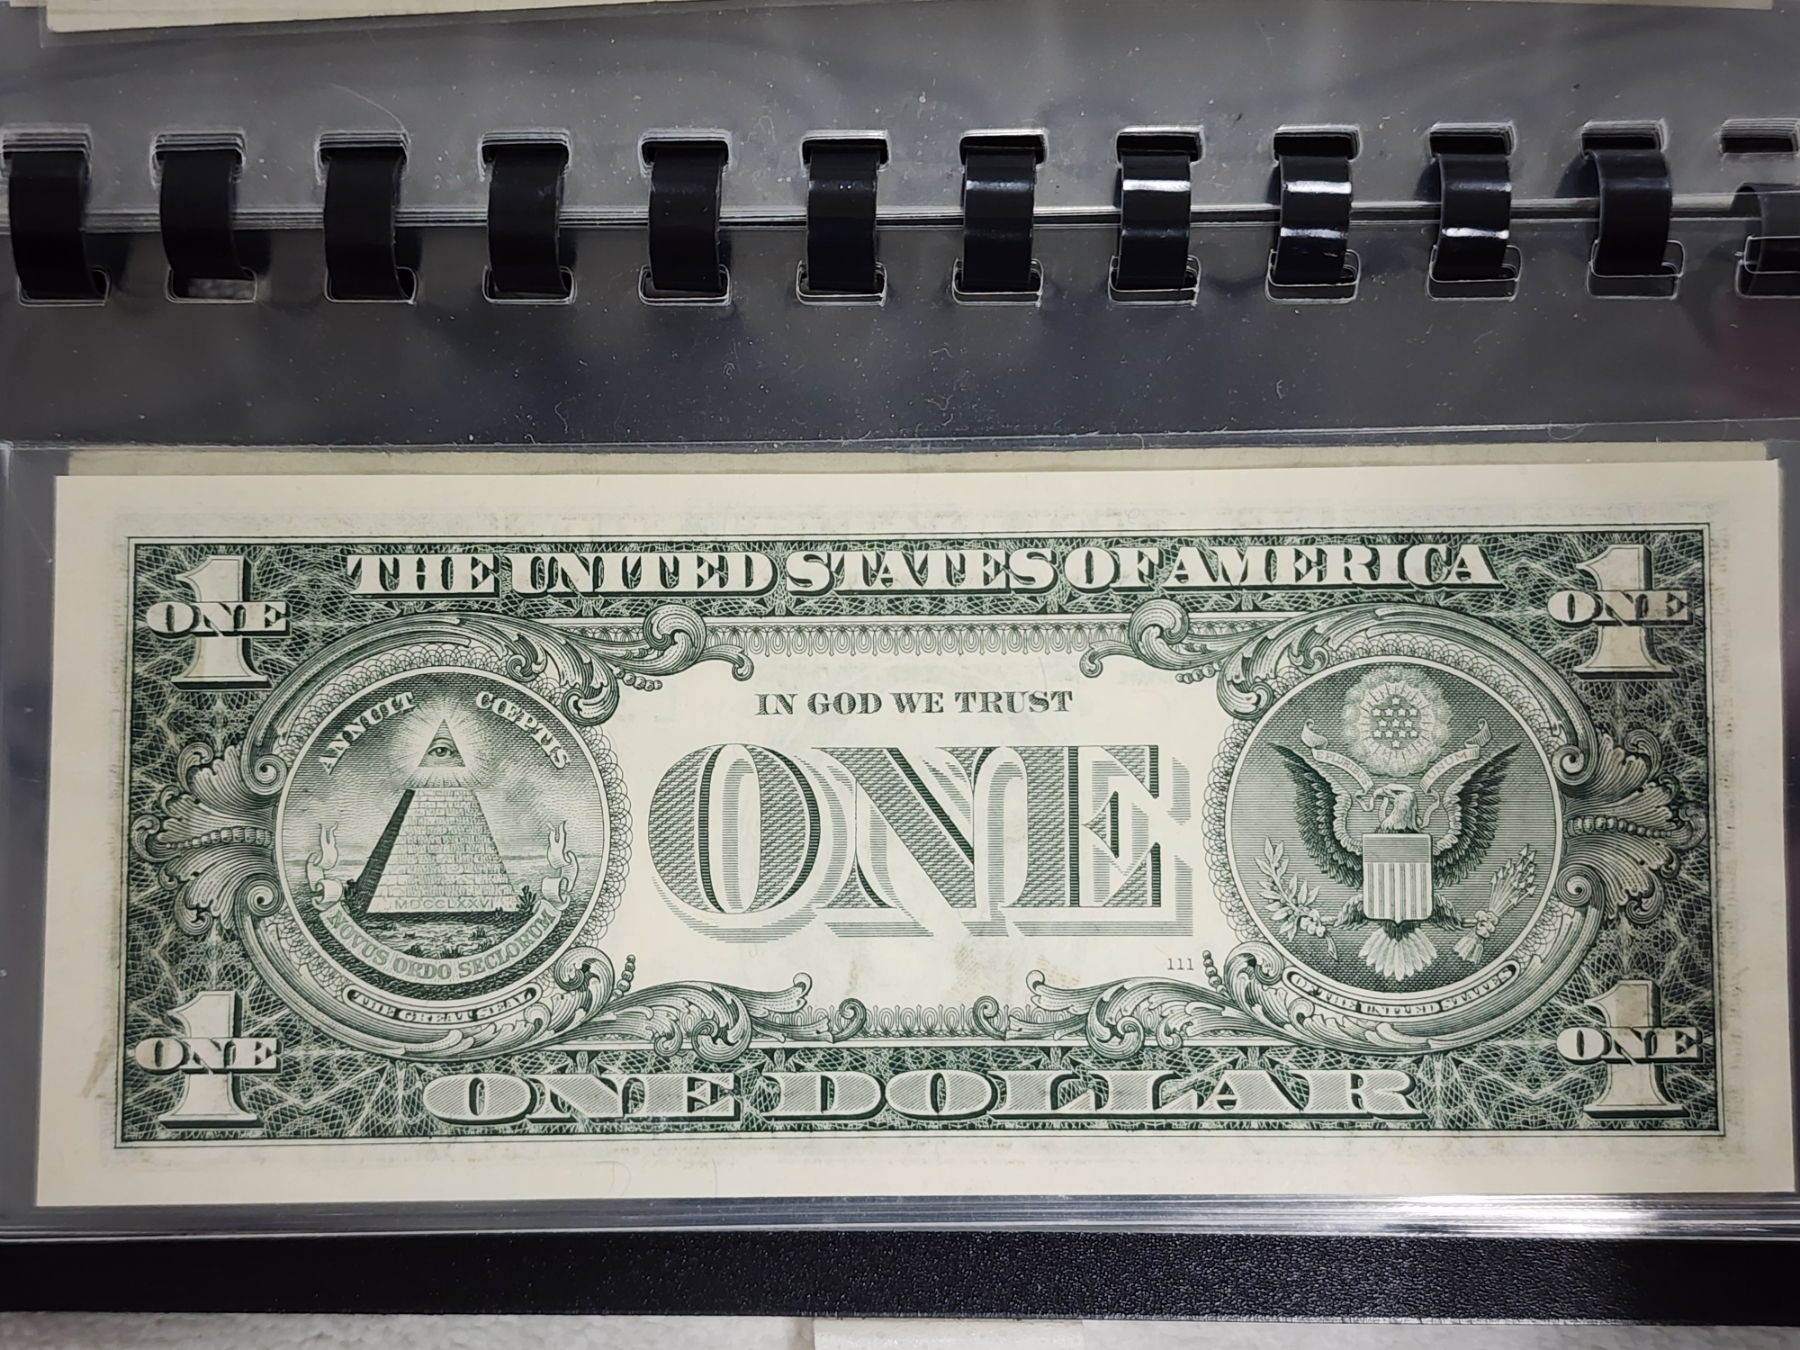 THE UNITED STATES OF AMERICA
1
ONE
1
ONE
ANNUIT CŒPTIS
IN GOD WE TRUST
ONE
MDCCLXXVI
NOVUS ORDO SECLORUM
111
THE GREAT SEAL
OF THE UNITED STATES
1
ONE
1
ONE
ONE DOLLAR